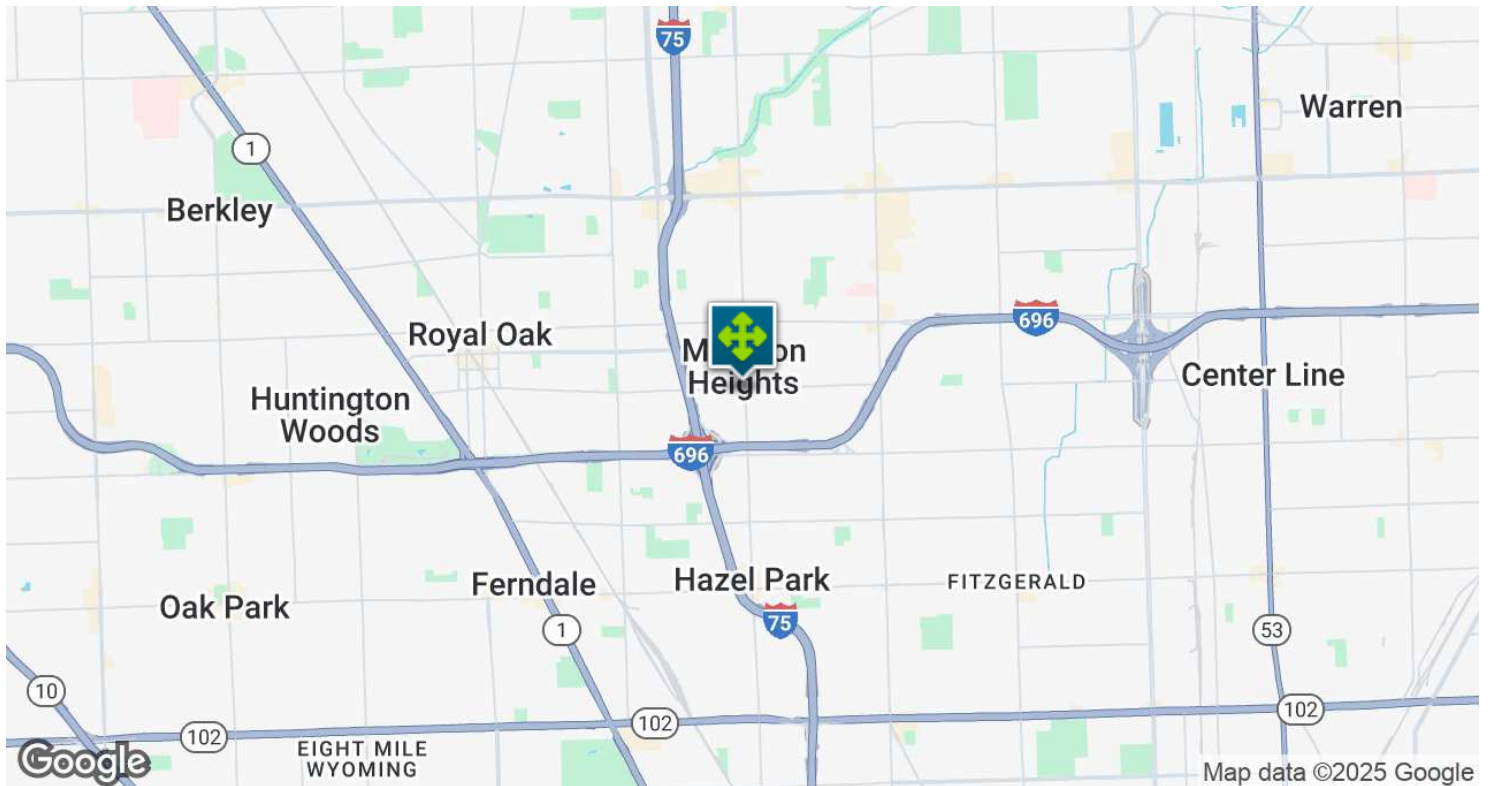 75
Warren
1
Berkley
696
Royal Oak
Heights
Center Line
Huntington
Woods
696
Hazel Park
FITZGERALD
Ferndale
Oak Park
75
1
53
10
102
102
102
EIGHT MILE
WYOMING
Google
Map data ©2025 Google